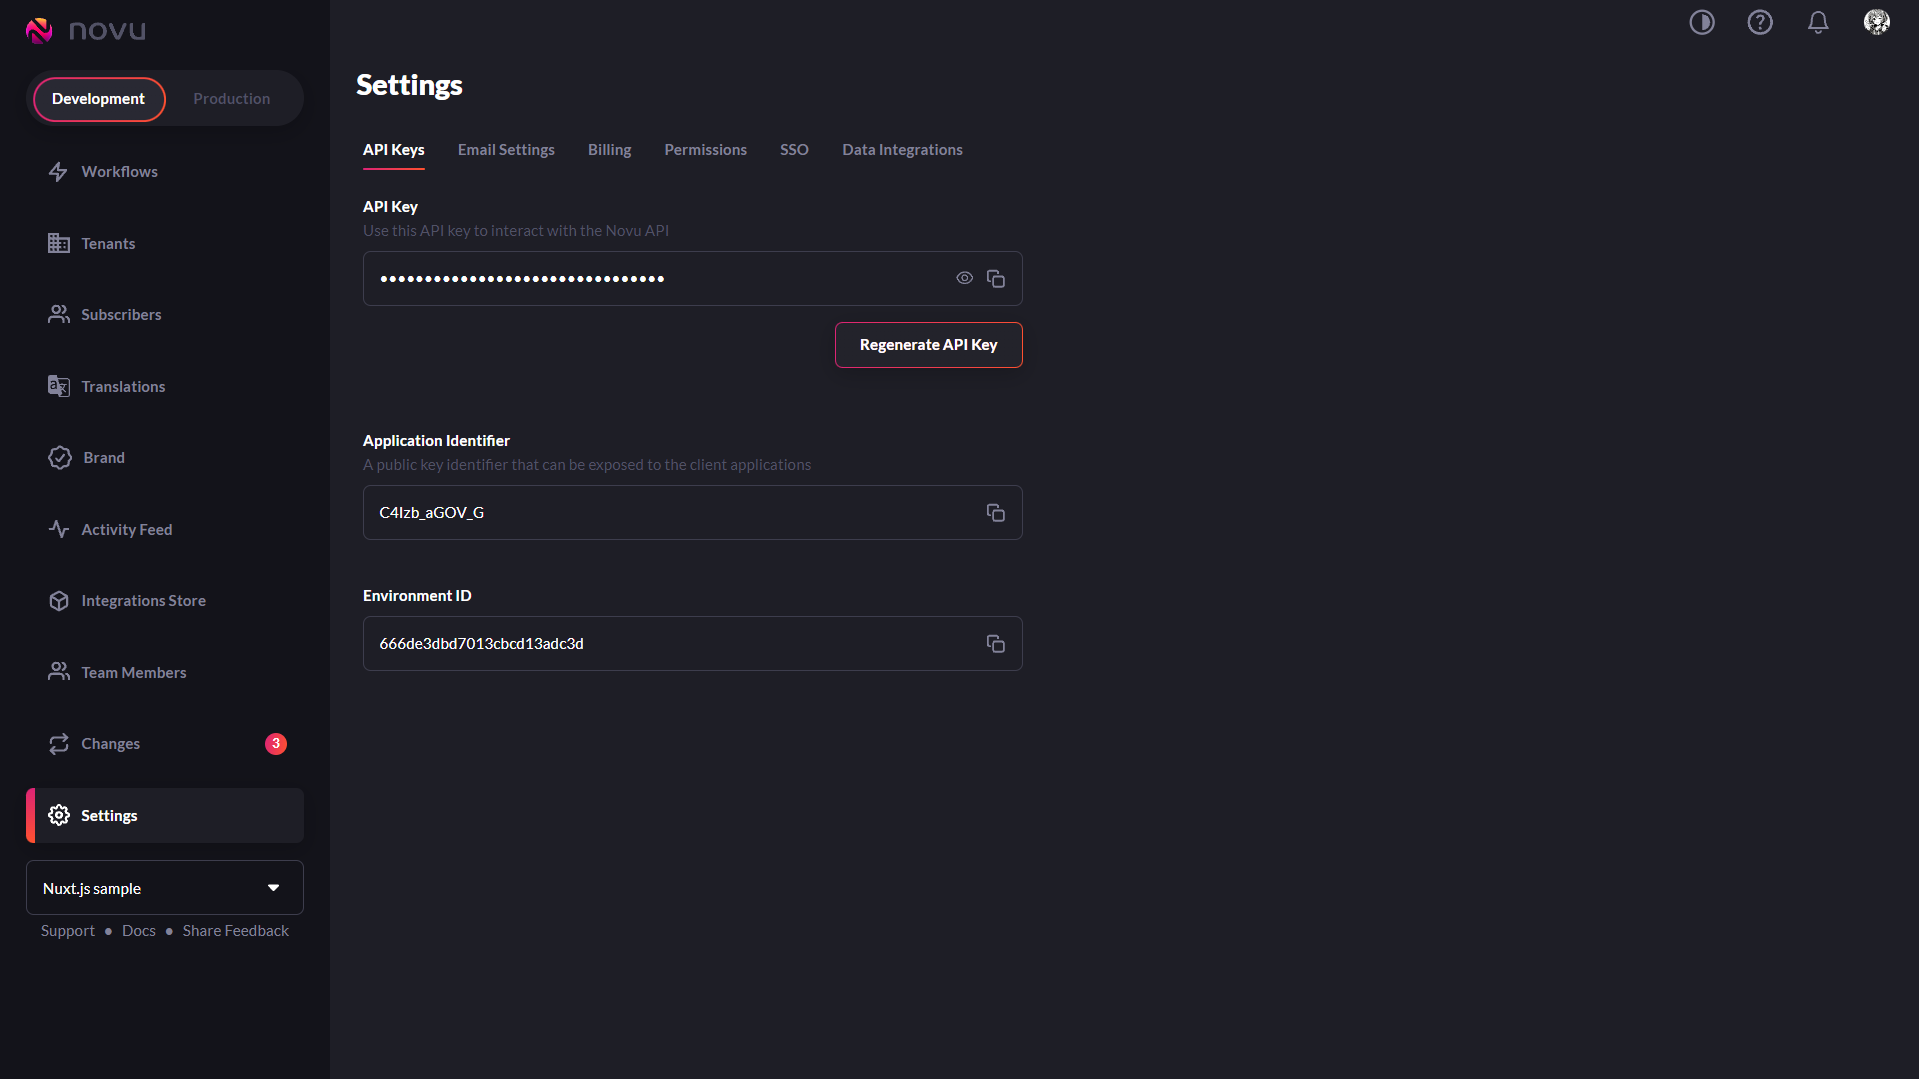 novu
Development
Production
Workflows
Tenants
Subscribers
Translations
Brand
Activity Feed
Integrations Store
Team Members
Changes
3
Settings
Nuxt.js sample
Support • Docs • Share Feedback
Settings
API Keys
Email Settings
Billing
Permissions
SSO
Data Integrations
API Key
Use this API key to interact with the Novu API
••••••••••••••••••••••••••••••••
Regenerate API Key
Application Identifier
A public key identifier that can be exposed to the client applications
C4Izb_aGOV_G
Environment ID
666de3dbd7013cbcd13adc3d